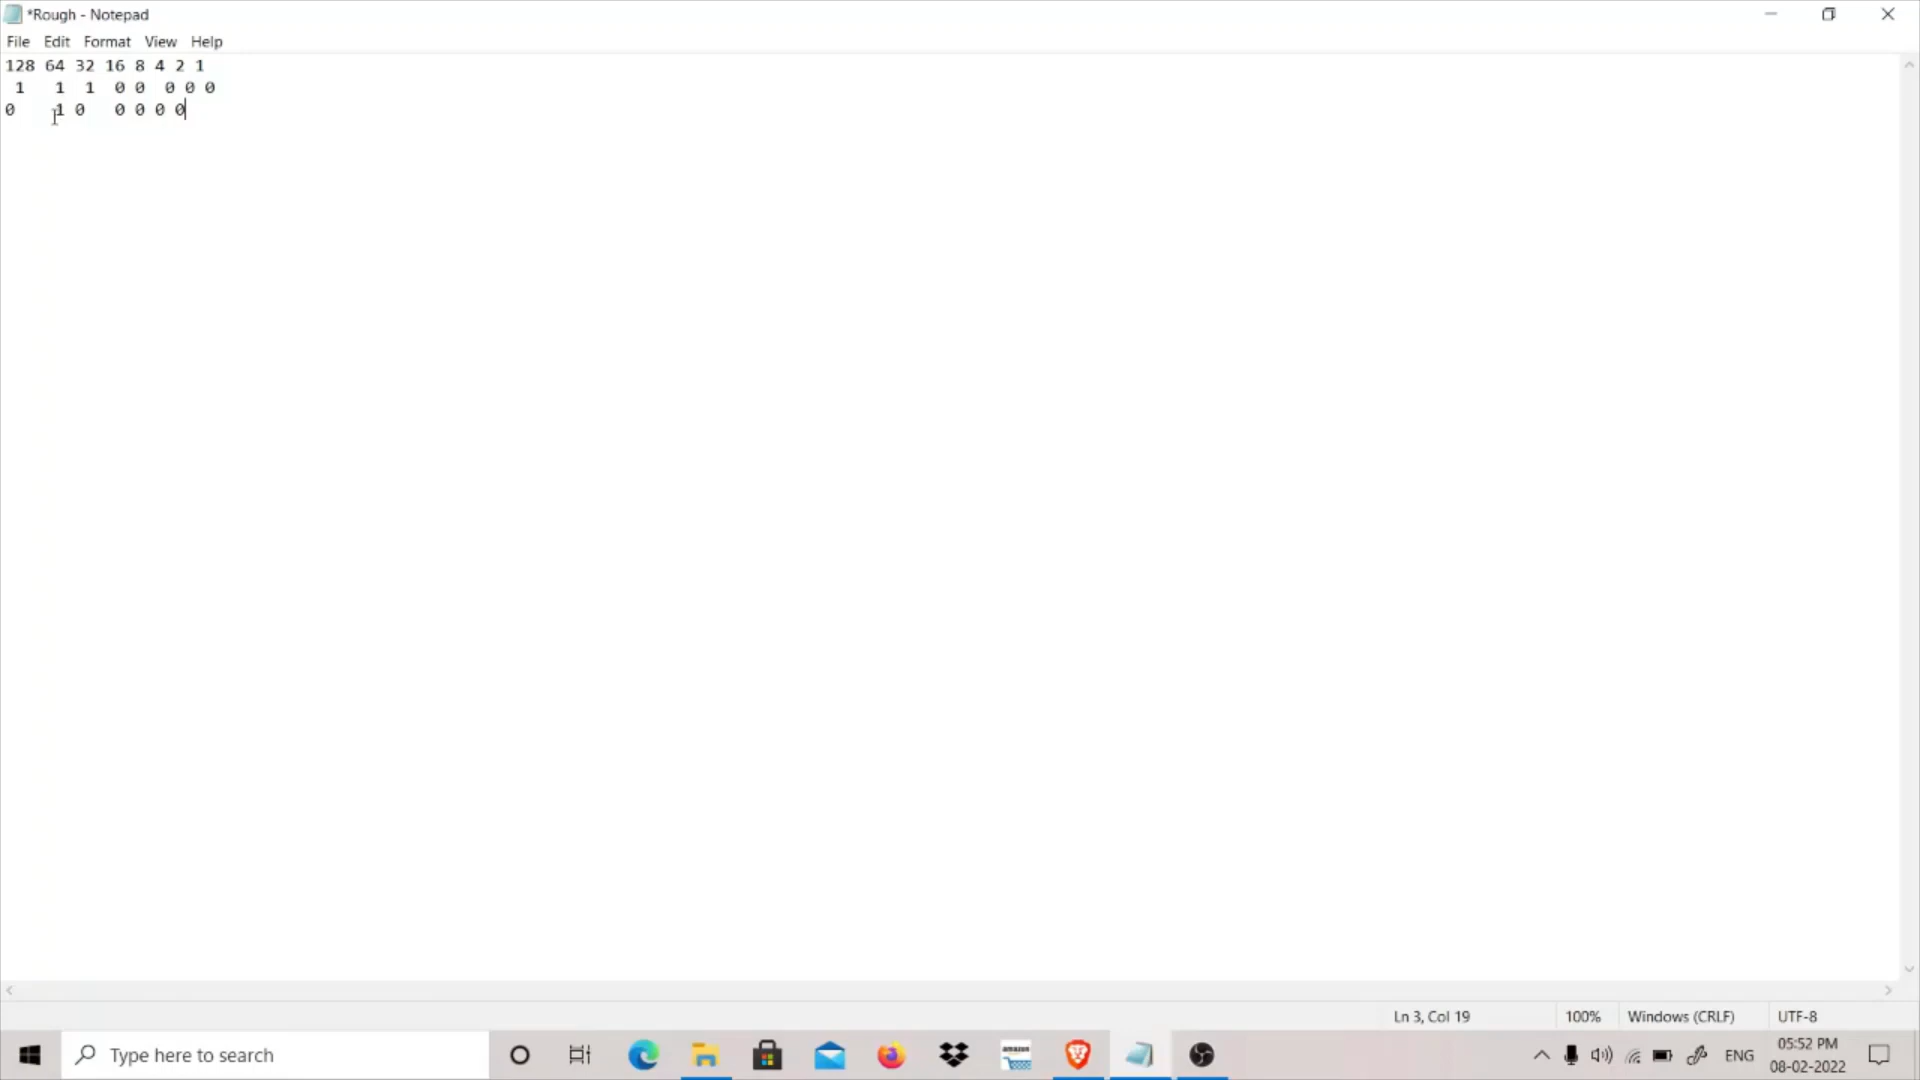 *Rough - Notepad
File Edit Format View Help
128 64 32 16 8 4 2 1
1 1 1 0 0 0 0 0
0 1 0 0 0 0 0
Ln 3, Col 19 100% Windows (CRLF) UTF-8
Type here to search
amazon
ENG
05:52 PM
08-02-2022